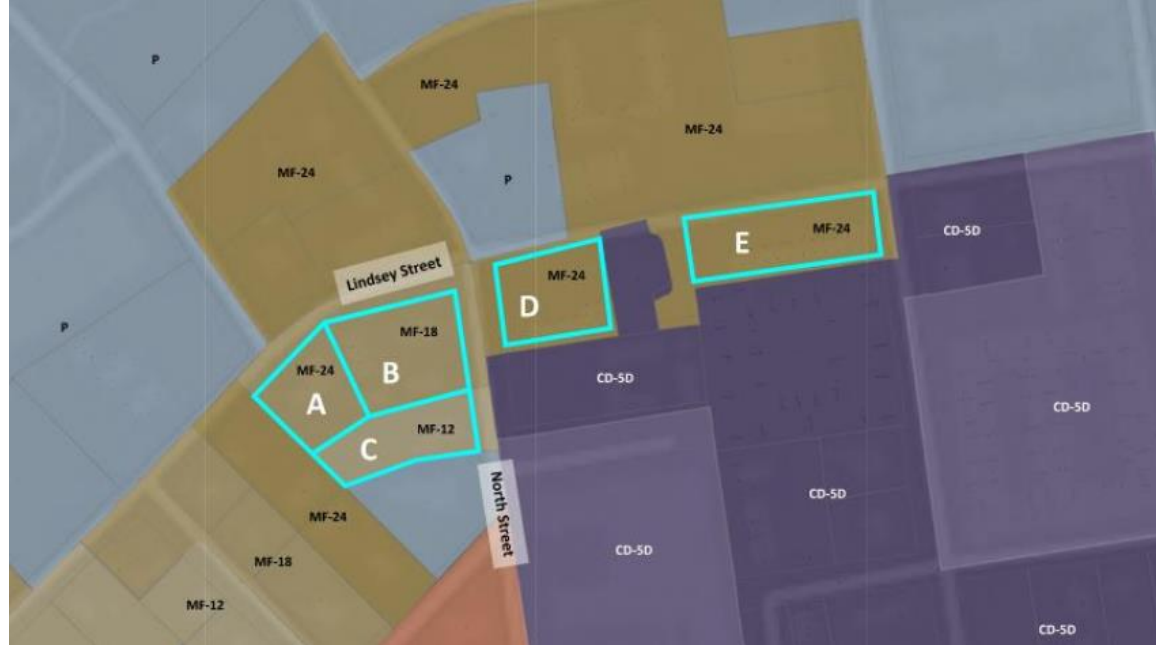 P
MF-24
MF-24
MF-24
P
MF-24
E
CD-5D
Lindsey Street
MF-24
D
MF-18
P
MF-24
B
A
CD-5D
CD-5D
MF-12
C
North Street
CD-5D
MF-24
CD-5D
MF-18
MF-12
CD-5D